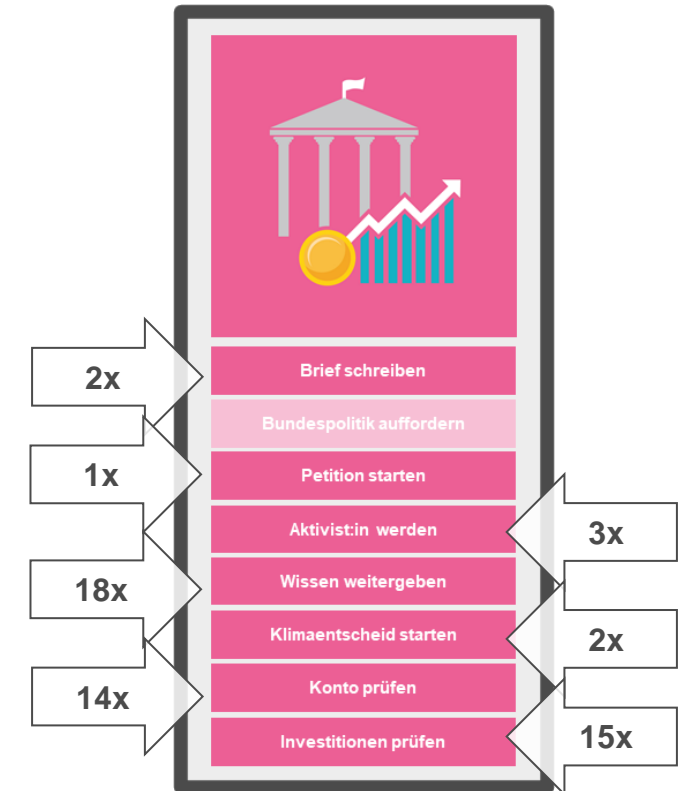 2x
Brief schreiben
Bundespolitik auffordern
1x
Petition starten
Aktivist:in werden
3x
18x
Wissen weitergeben
Klimaentscheid starten
2x
14x
Konto prüfen
Investitionen prüfen
15x